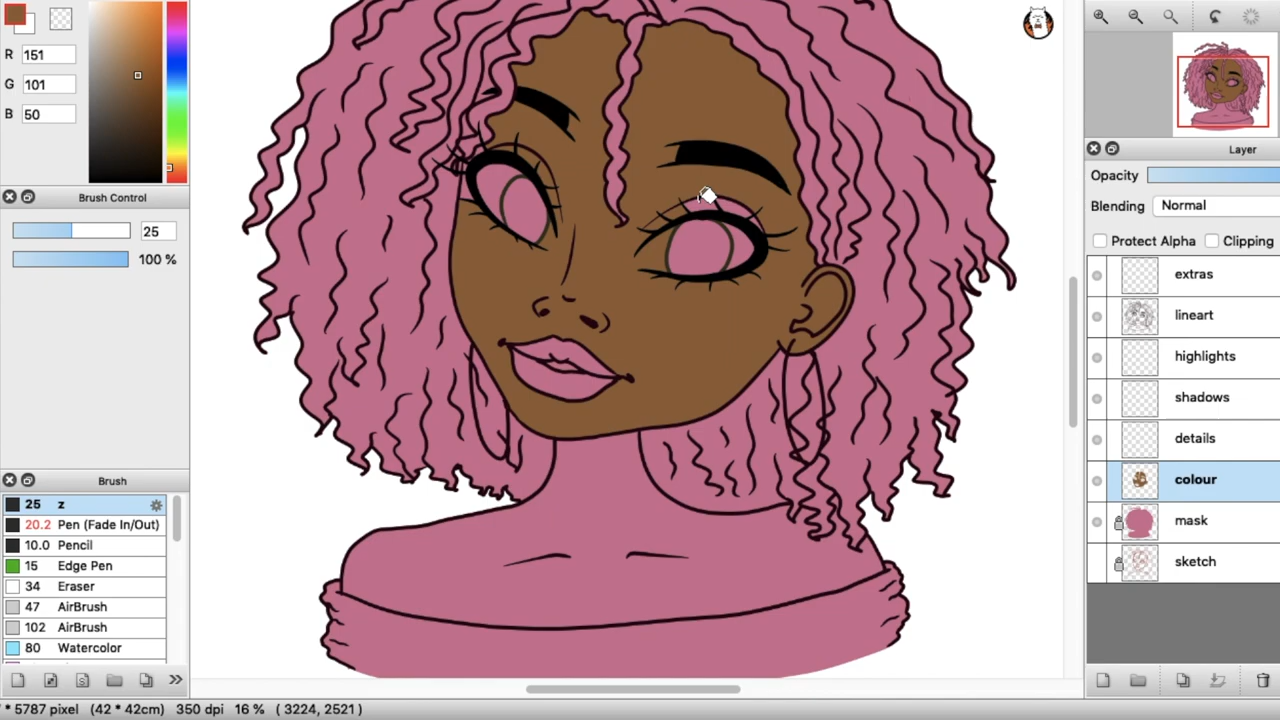 R 151
G 101
B 50
Brush Control
25
100 %
Brush
25 z
20.2 Pen (Fade In/Out)
10.0 Pencil
15 Edge Pen
34 Eraser
47 AirBrush
102 AirBrush
80 Watercolor
* 5787 pixel (42 * 42cm) 350 dpi 16 % ( 3224, 2521 )
Layer
Opacity
Blending Normal
Protect Alpha Clipping
extras
lineart
highlights
shadows
details
colour
mask
sketch